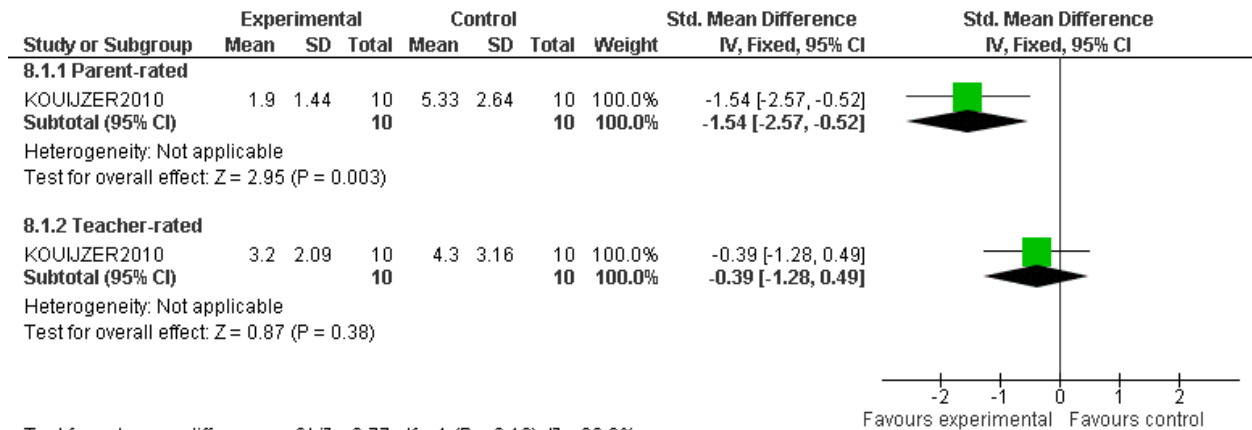 Experimental Control Std. Mean Difference Std. Mean Difference
Study or Subgroup Mean SD Total Mean SD Total Weight IV, Fixed, 95% CI IV, Fixed, 95% CI
8.1.1 Parent-rated
KOUIJZER2010 1.9 1.44 10 5.33 2.64 10 100.0% -1.54 [-2.57, -0.52]
Subtotal (95% CI) 10 10 100.0% -1.54 [-2.57, -0.52]
Heterogeneity: Not applicable
Test for overall effect: Z = 2.95 (P = 0.003)
8.1.2 Teacher-rated
KOUIJZER2010 3.2 2.09 10 4.3 3.16 10 100.0% -0.39 [-1.28, 0.49]
Subtotal (95% CI) 10 10 100.0% -0.39 [-1.28, 0.49]
Heterogeneity: Not applicable
Test for overall effect: Z = 0.87 (P = 0.38)
-2 -1 0 1 2
Favours experimental Favours control